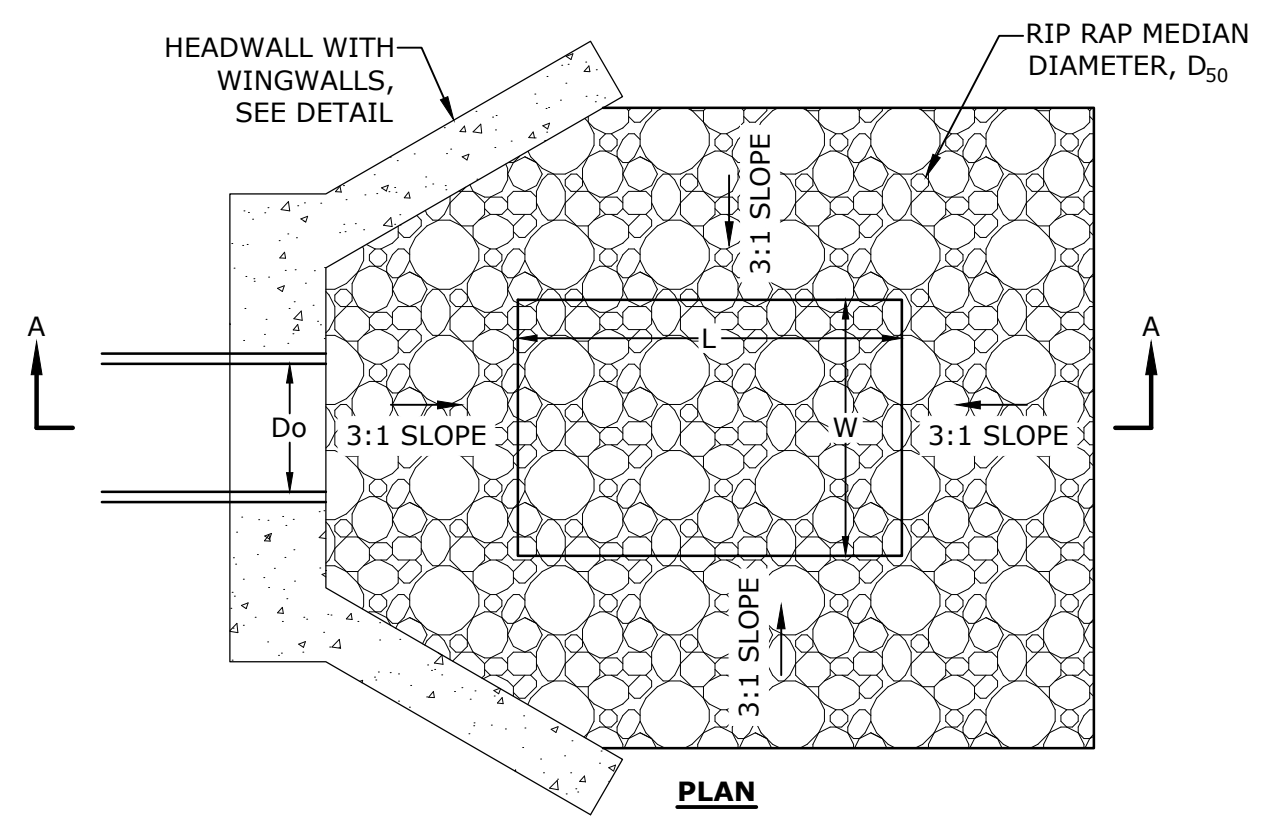 HEADWALL WITH
WINGWALLS,
SEE DETAIL
RIP RAP MEDIAN
DIAMETER, D₅₀
3:1 SLOPE
A
A
L
Do
3:1 SLOPE
W
3:1 SLOPE
3:1 SLOPE
PLAN